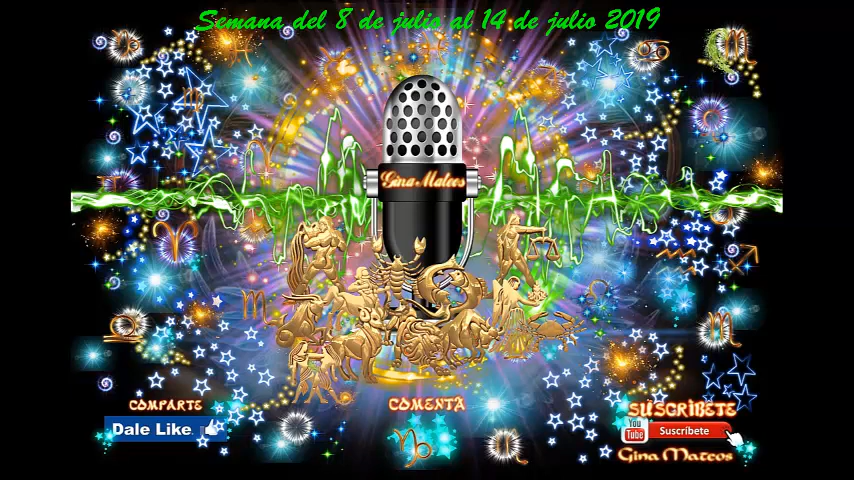 Semana del 8 de julio al 14 de julio 2019
Gina Mateos
COMPARTE
Dale Like
COMENTA
SUSCRIBETE
You Tube
Suscríbete
Gina Mateos